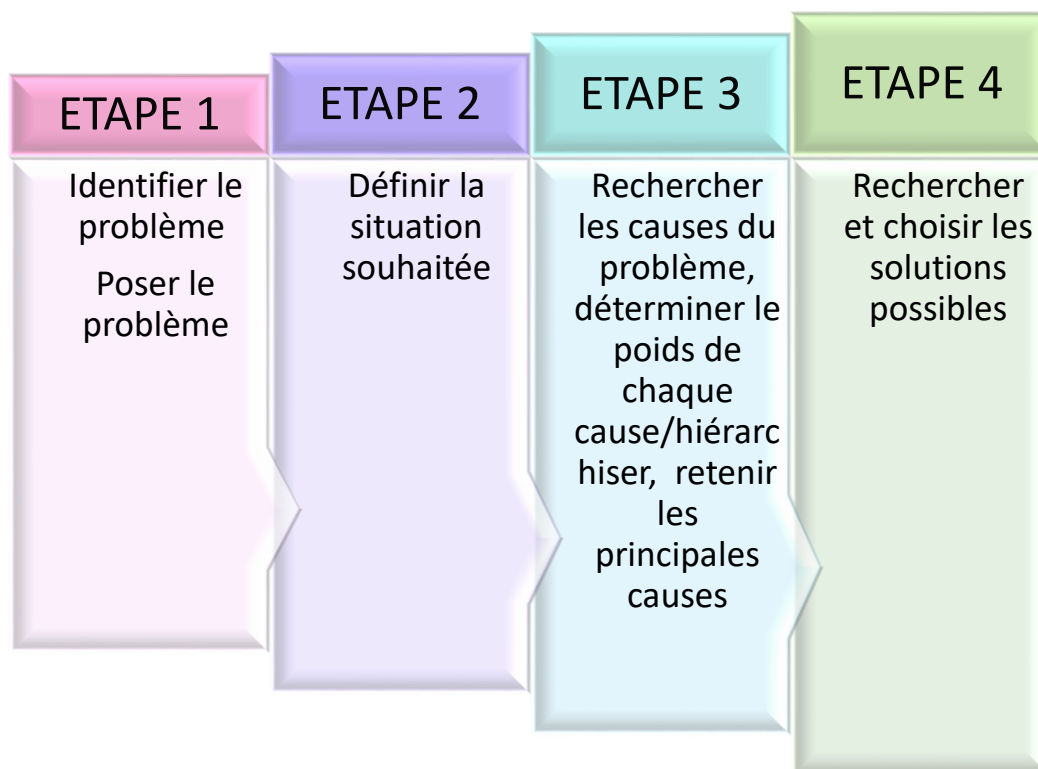 ETAPE 1
Identifier le
problème
Poser le
problème
ETAPE 2
Définir la
situation
souhaitée
ETAPE 3
Rechercher
les causes du
problème,
déterminer le
poids de
chaque
cause/hiérarc
hiser, retenir
les
principales
causes
ETAPE 4
Rechercher
et choisir les
solutions
possibles